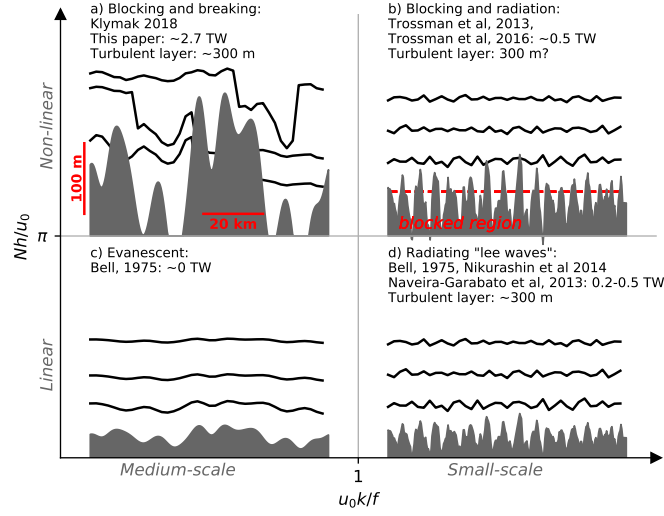 a) Blocking and breaking:
Klymak 2018
This paper: ~2.7 TW
Turbulent layer: ~300 m
b) Blocking and radiation:
Trossman et al, 2013,
Trossman et al, 2016: ~0.5 TW
Turbulent layer: 300 m?
Non-linear
100 m
20 km
blocked region
Nh/u₀
π
c) Evanescent:
Bell, 1975: ~0 TW
d) Radiating "lee waves":
Bell, 1975, Nikurashin et al 2014
Naveira-Garabato et al, 2013: 0.2-0.5 TW
Turbulent layer: ~300 m
Linear
Medium-scale
1
Small-scale
u₀k/f